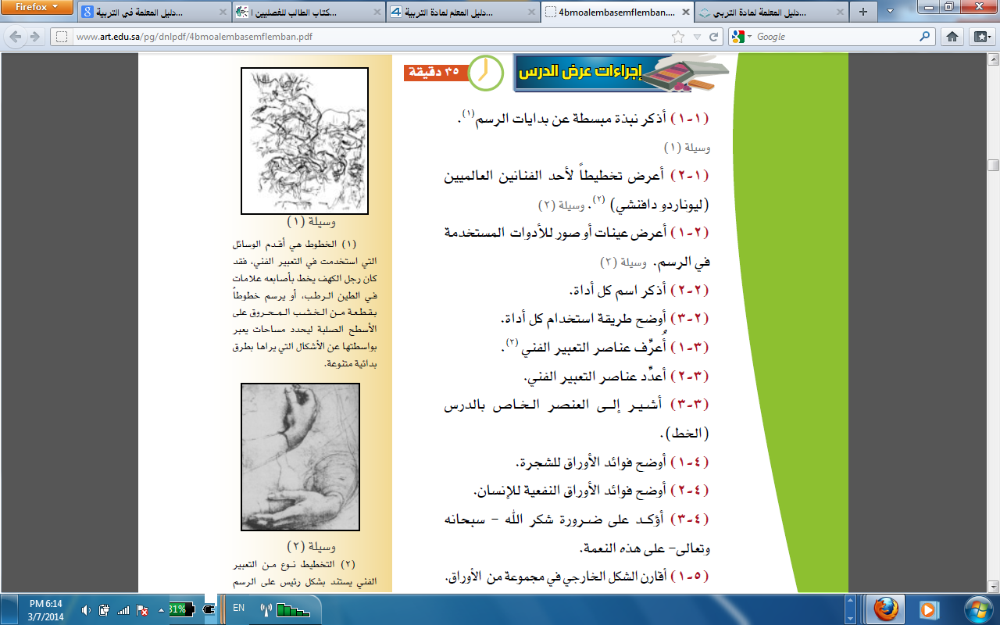 Firefox
دليل المعلمة في التربية...
كتاب الطالب للفصليين ا...
دليل المعلم لمادة التربية...
4bmoalembasemflemban....
دليل المعلمة لمادة التربي...
www.art.edu.sa/pg/dnlpdf/4bmoalembasemflemban.pdf
Google
إجراءات عرض الدرس
٣٥ دقيقة
(١-١) أذكر نبذة مبسطة عن بدايات الرسم(١).
وسيلة (١)
(١-٢) أعرض تخطيطاً لأحد الفنانين العالميين
(ليوناردو دافنشي) (٢). وسيلة (٢)
(٢-١) أعرض عينات أو صور للأدوات المستخدمة
في الرسم. وسيلة (٣)
(٢-٢) أذكر اسم كل أداة.
(٢-٣) أوضح طريقة استخدام كل أداة.
(٣-١) أُعرِّف عناصر التعبير الفني (٣).
(٣-٢) أعدِّد عناصر التعبير الفني.
(٣-٣) أشير إلى العنصر الخاص بالدرس
(الخط).
(٤-١) أوضح فوائد الأوراق للشجرة.
(٤-٢) أوضح فوائد الأوراق النفعية للإنسان.
(٤-٣) أؤكد على ضرورة شكر الله - سبحانه
وتعالى- على هذه النعمة.
(٥-١) أقارن الشكل الخارجي في مجموعة من الأوراق.
وسيلة (١)
(١) الخطوط هي أقدم الوسائل
التي استخدمت في التعبير الفني، فقد
كان رجل الكهف يخط بأصابعه علامات
في الطين الرطب، أو يرسم خطوطاً
بقطعة من الخشب المحروق على
الأسطح الصلبة ليحدد مساحات يعبر
بواسطتها عن الأشكال التي يراها بطرق
بدائية متنوعة.
وسيلة (٢)
(٢) التخطيط نوع من التعبير
الفني يستند بشكل رئيس على الرسم
PM 6:14
3/7/2014
31%
EN